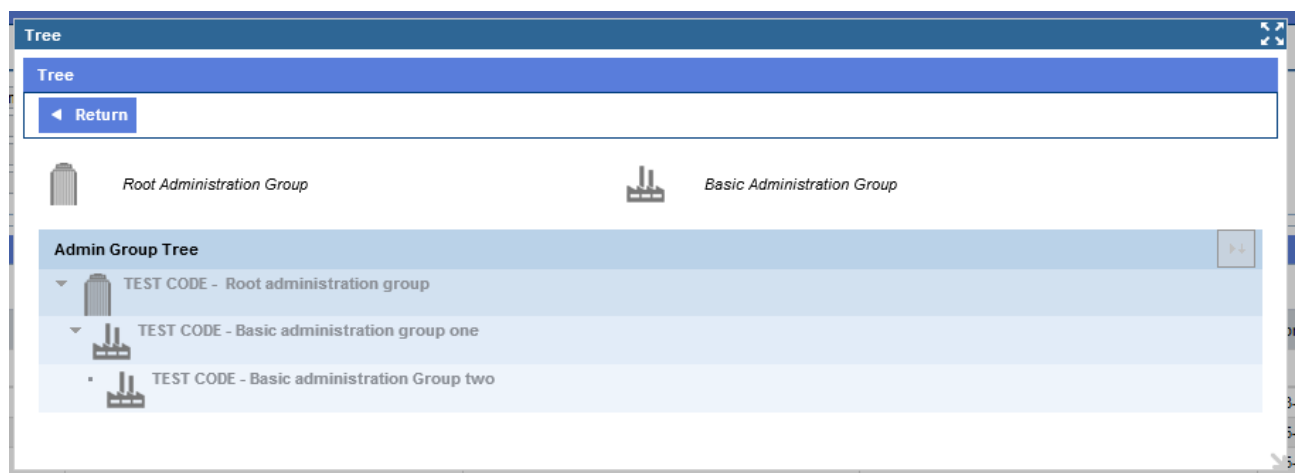 Tree
Tree
Return
Root Administration Group
Basic Administration Group
Admin Group Tree
TEST CODE - Root administration group
TEST CODE - Basic administration group one
TEST CODE - Basic administration Group two